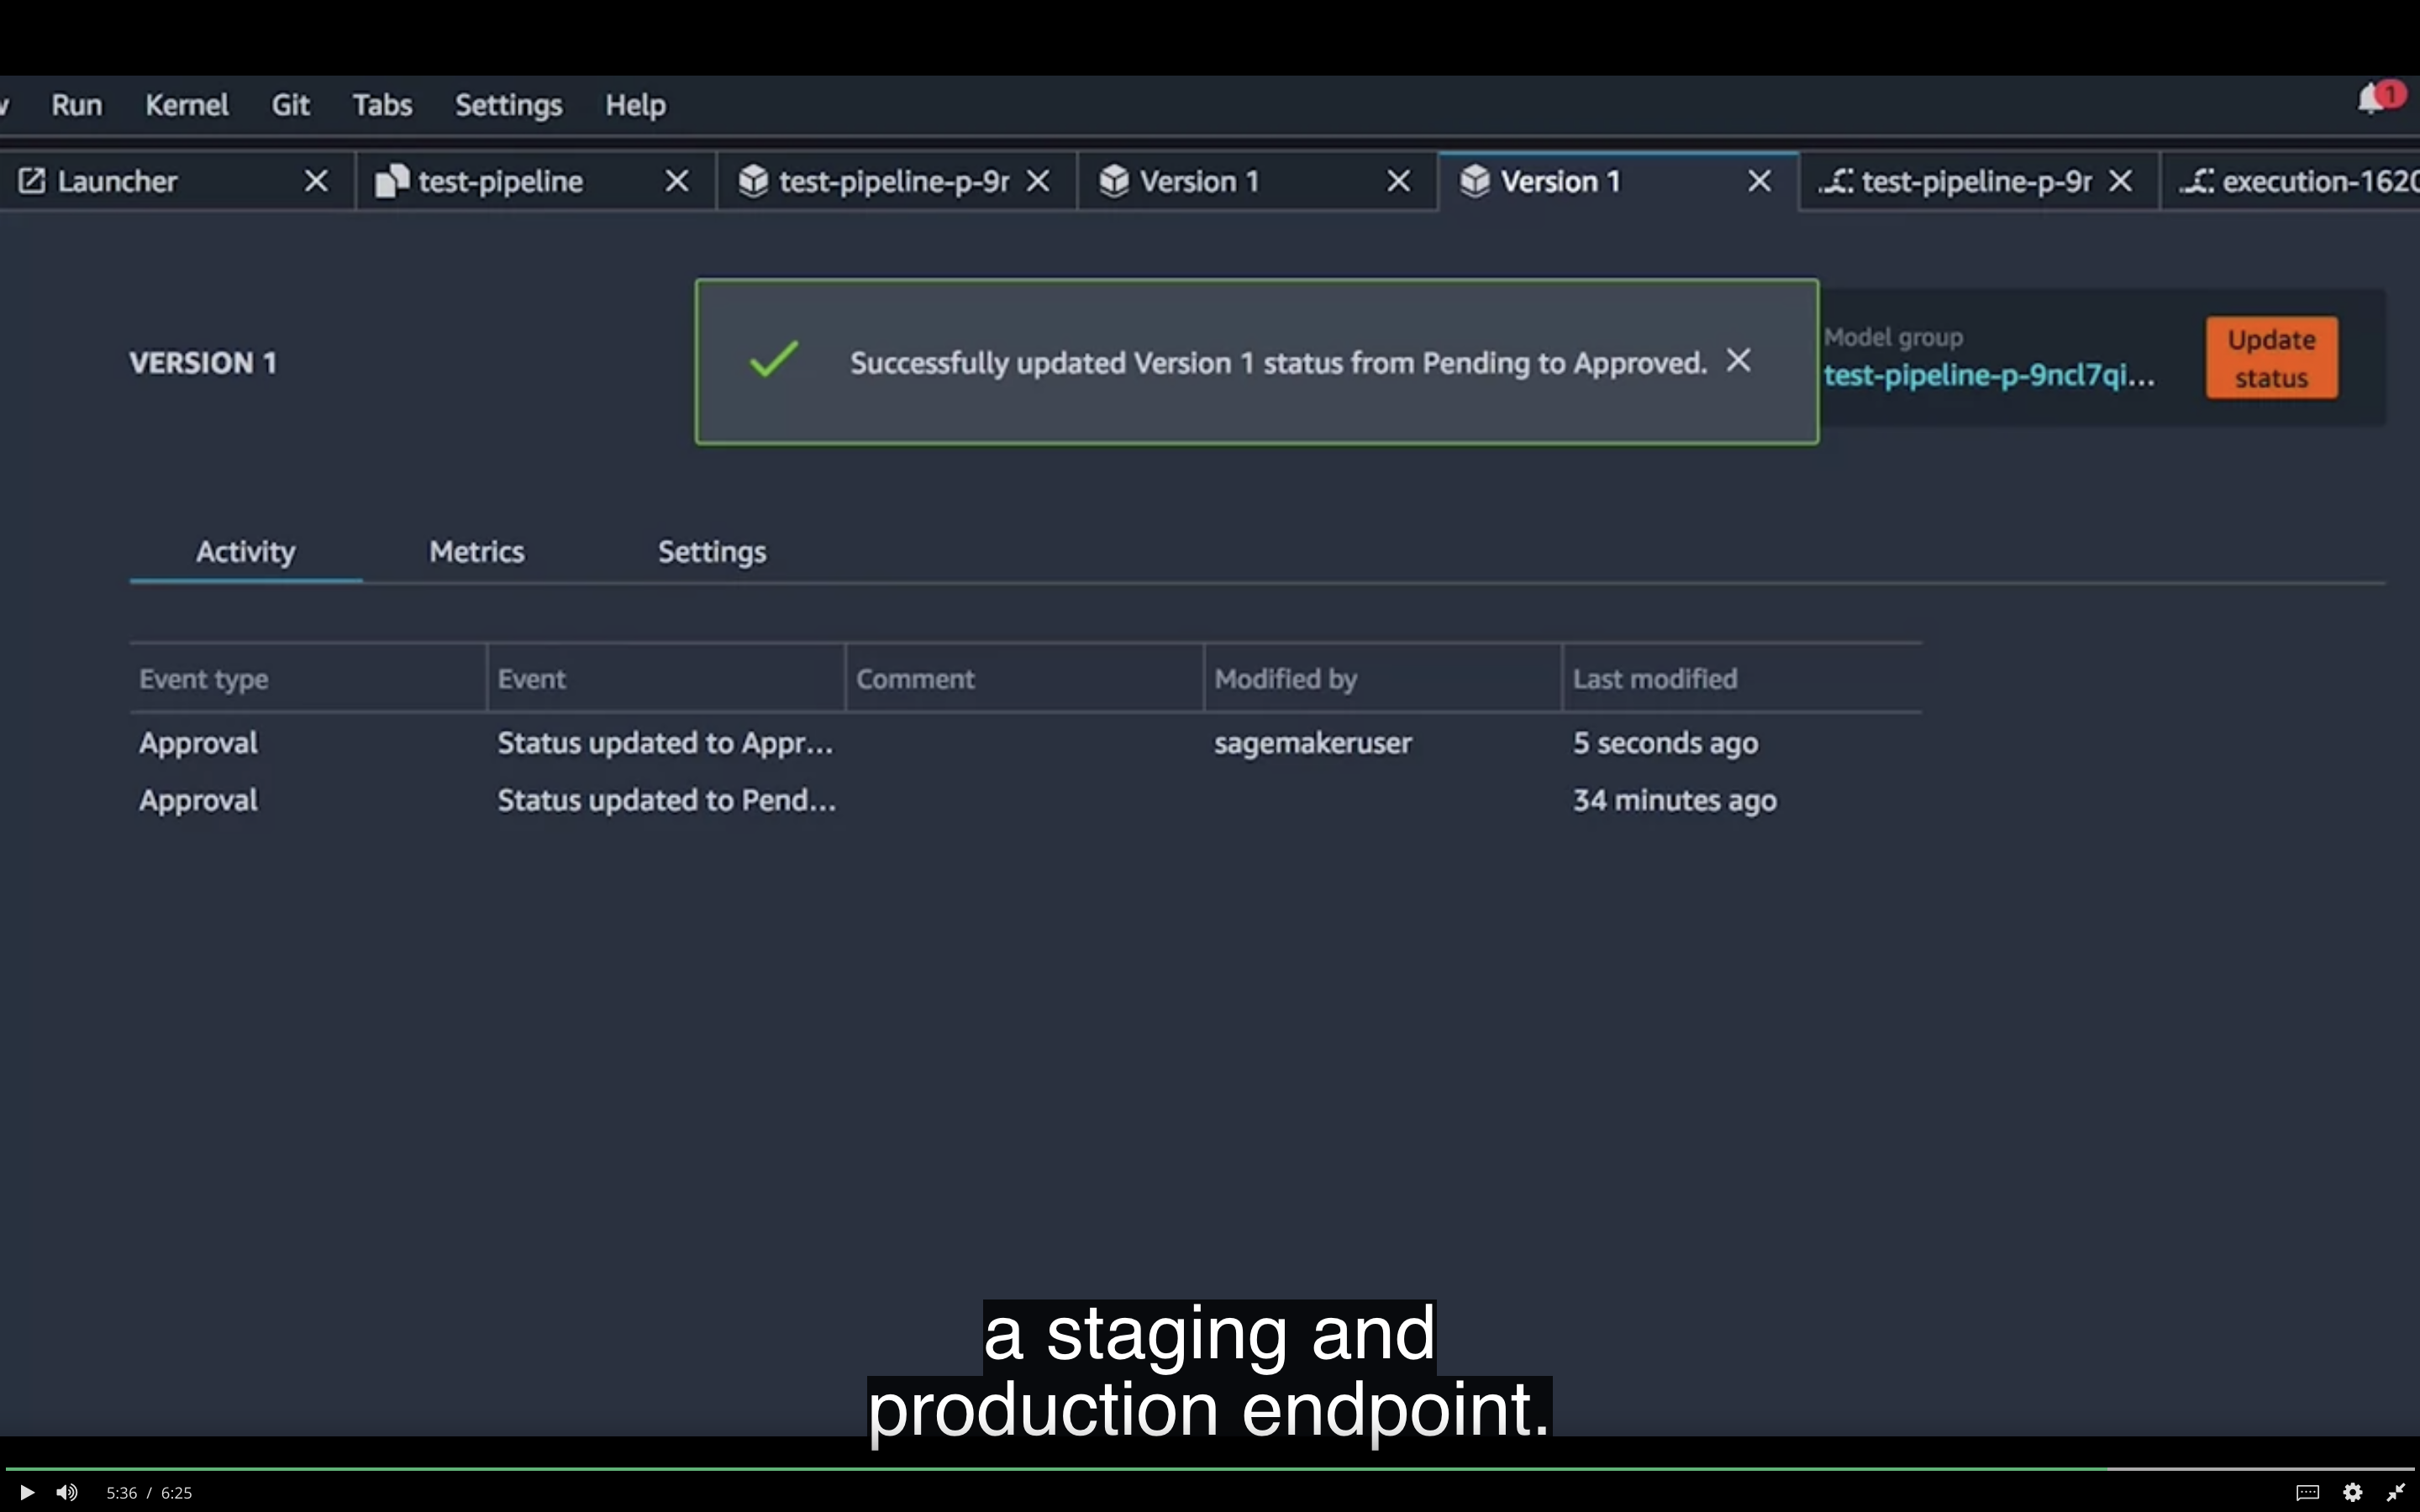 Run Kernel Git Tabs Settings Help
1
Launcher test-pipeline test-pipeline-p-9r Version 1 Version 1 test-pipeline-p-9r execution-1620
VERSION 1
Successfully updated Version 1 status from Pending to Approved.
Model group
test-pipeline-p-9ncl7qi...
Update
status
Activity Metrics Settings
Event type Event Comment Modified by Last modified
Approval Status updated to Appr... sagemakeruser 5 seconds ago
Approval Status updated to Pend... 34 minutes ago
a staging and
production endpoint.
5:36 / 6:25